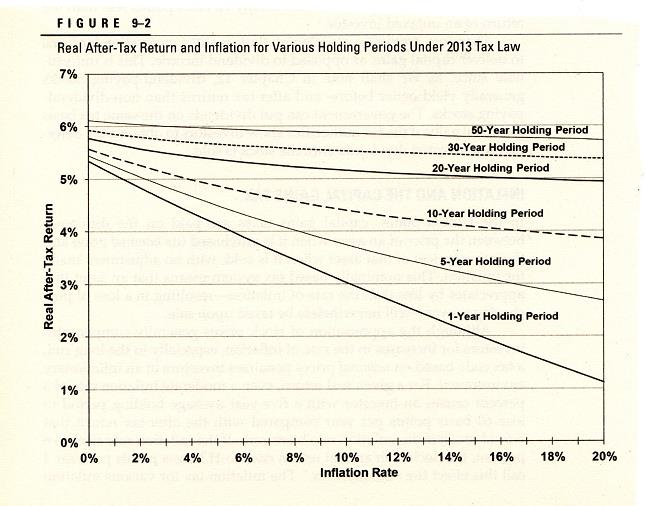 FIGURE 9–2
Real After-Tax Return and Inflation for Various Holding Periods Under 2013 Tax Law
7%
6%
5%
4%
3%
2%
1%
0%
Real After-Tax Return
50-Year Holding Period
30-Year Holding Period
20-Year Holding Period
10-Year Holding Period
5-Year Holding Period
1-Year Holding Period
0% 2% 4% 6% 8% 10% 12% 14% 16% 18% 20%
Inflation Rate